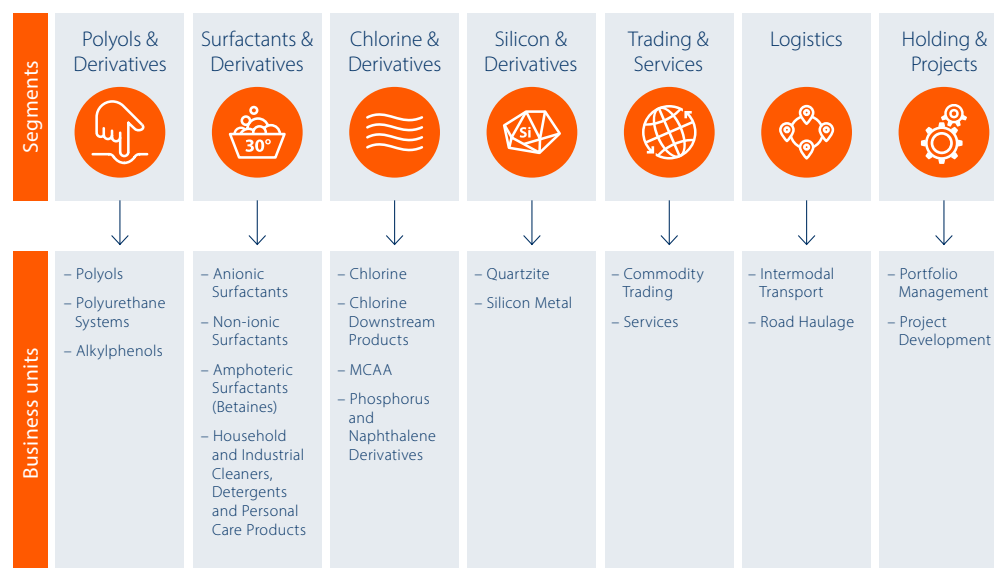 Segments
Polyols &
Derivatives
Surfactants &
Derivatives
30°
Chlorine &
Derivatives
Silicon &
Derivatives
Si
Trading &
Services
Logistics
Holding &
Projects
Business units
– Polyols
– Polyurethane
Systems
– Alkylphenols
– Anionic
Surfactants
– Non-ionic
Surfactants
– Amphoteric
Surfactants
(Betaines)
– Household
and Industrial
Cleaners,
Detergents
and Personal
Care Products
– Chlorine
– Chlorine
Downstream
Products
– MCAA
– Phosphorus
and
Naphthalene
Derivatives
– Quartzite
– Silicon Metal
– Commodity
Trading
– Services
– Intermodal
Transport
– Road Haulage
– Portfolio
Management
– Project
Development